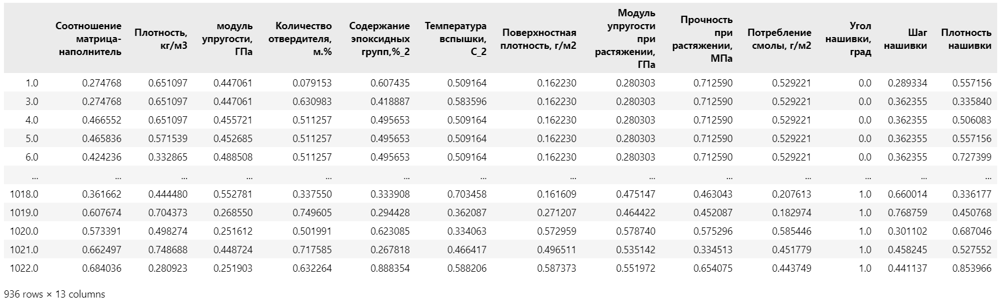 Соотношение матрица-наполнитель Плотность, кг/м3 модуль упругости, ГПа Количество отвердителя, м.% Содержание эпоксидных групп,%_2 Температура вспышки, С_2 Поверхностная плотность, г/м2 Модуль упругости при растяжении, ГПа Прочность при растяжении, МПа Потребление смолы, г/м2 Угол нашивки, град Шаг нашивки Плотность нашивки
1.0 0.274768 0.651097 0.447061 0.079153 0.607435 0.509164 0.162230 0.280303 0.712590 0.529221 0.0 0.289334 0.557156
3.0 0.274768 0.651097 0.447061 0.630983 0.418887 0.583596 0.162230 0.280303 0.712590 0.529221 0.0 0.362355 0.335840
4.0 0.466552 0.651097 0.455721 0.511257 0.495653 0.509164 0.162230 0.280303 0.712590 0.529221 0.0 0.362355 0.506083
5.0 0.465836 0.571539 0.452685 0.511257 0.495653 0.509164 0.162230 0.280303 0.712590 0.529221 0.0 0.362355 0.557156
6.0 0.424236 0.332865 0.488508 0.511257 0.495653 0.509164 0.162230 0.280303 0.712590 0.529221 0.0 0.362355 0.727399
... ... ... ... ... ... ... ... ... ... ... ... ... ...
1018.0 0.361662 0.444480 0.552781 0.337550 0.333908 0.703458 0.161609 0.475147 0.463043 0.207613 1.0 0.660014 0.336177
1019.0 0.607674 0.704373 0.268550 0.749605 0.294428 0.362087 0.271207 0.464422 0.452087 0.182974 1.0 0.768759 0.450768
1020.0 0.573391 0.498274 0.251612 0.501991 0.623085 0.334063 0.572959 0.578740 0.575296 0.585446 1.0 0.301102 0.687046
1021.0 0.662497 0.748688 0.448724 0.717585 0.267818 0.466417 0.496511 0.535142 0.334513 0.451779 1.0 0.458245 0.527552
1022.0 0.684036 0.280923 0.251903 0.632264 0.888354 0.588206 0.587373 0.551972 0.654075 0.443749 1.0 0.441137 0.853966
936 rows × 13 columns